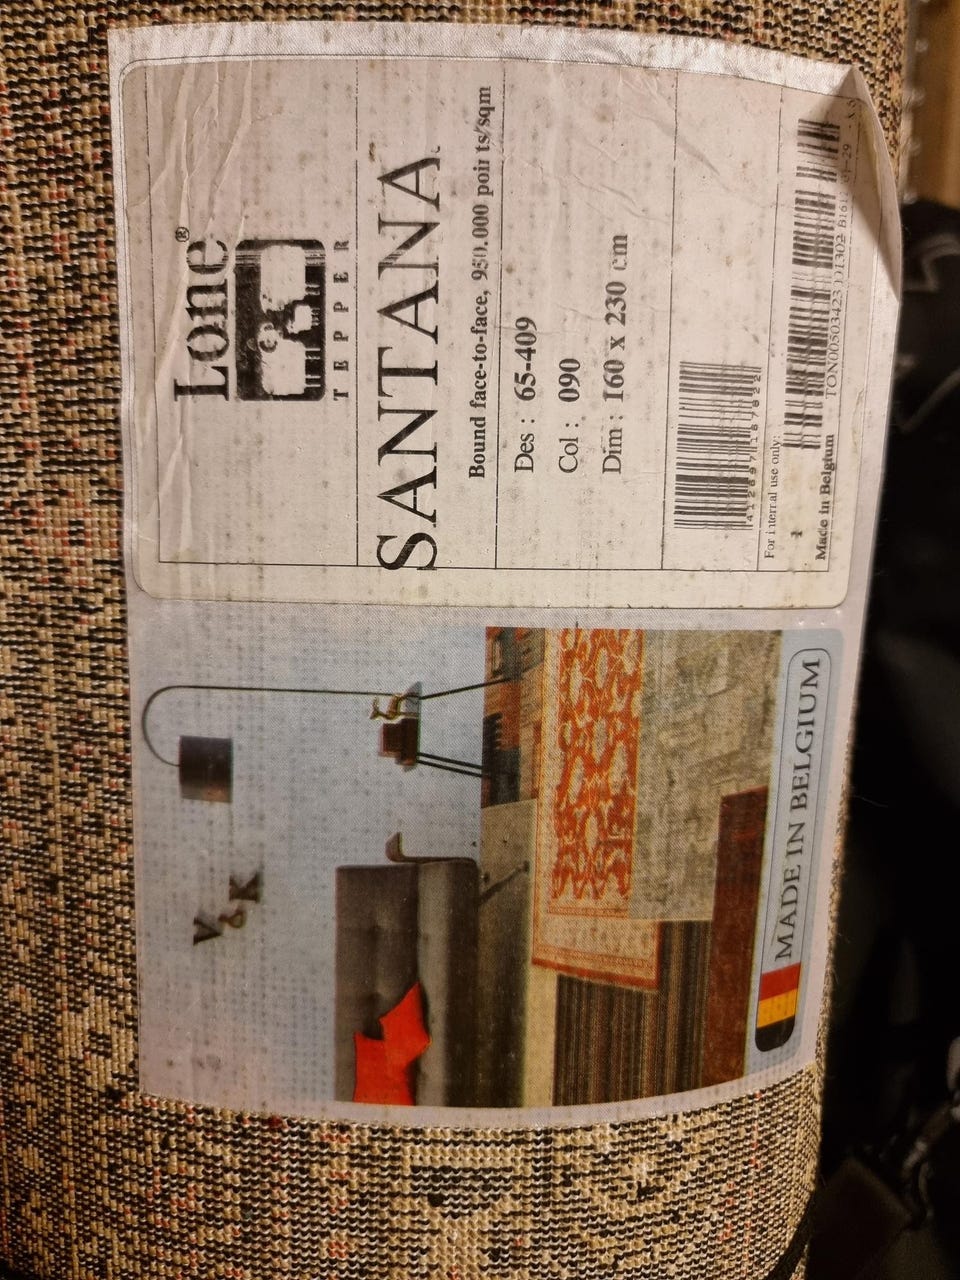 Lone®
TEPPER
SANTANA
Bound face-to-face, 950.000 points/sqm
Des : 65-409
Col : 090
Dim : 160 x 230 cm
For internal use only:
1
Made in Belgium
V&K
MADE IN BELGIUM